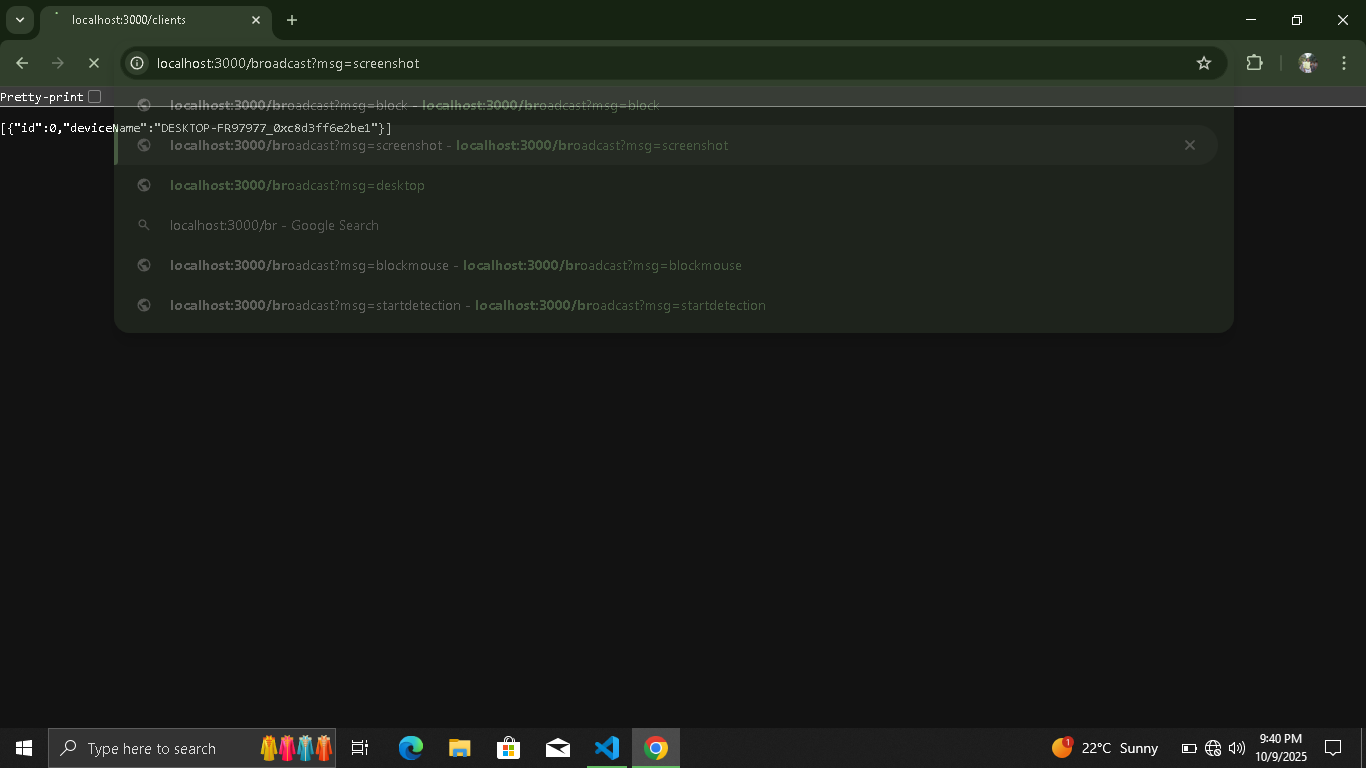 localhost:3000/clients
localhost:3000/broadcast?msg=screenshot
Pretty-print
localhost:3000/broadcast?msg=block - localhost:3000/broadcast?msg=block
[{"id":0,"deviceName":"DESKTOP-FR97977_0xc8d3ff6e2be1"}]
localhost:3000/broadcast?msg=screenshot - localhost:3000/broadcast?msg=screenshot
localhost:3000/broadcast?msg=desktop
localhost:3000/br - Google Search
localhost:3000/broadcast?msg=blockmouse - localhost:3000/broadcast?msg=blockmouse
localhost:3000/broadcast?msg=startdetection - localhost:3000/broadcast?msg=startdetection
Type here to search
1
22°C Sunny
9:40 PM
10/9/2025